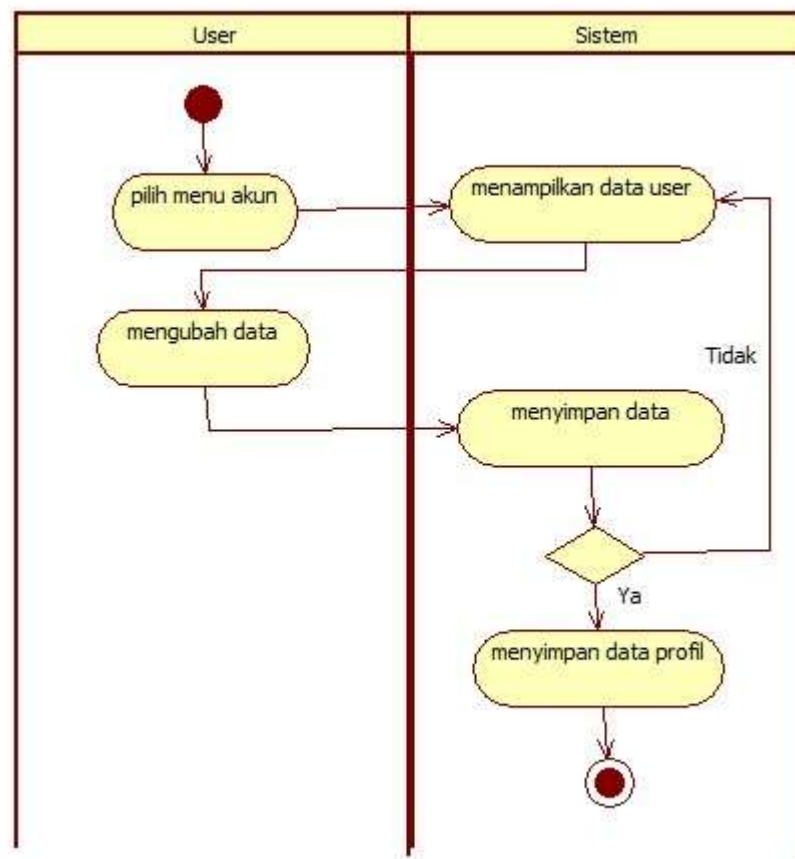 User
Sistem
pilih menu akun
menampilkan data user
mengubah data
Tidak
menyimpan data
Ya
menyimpan data profil